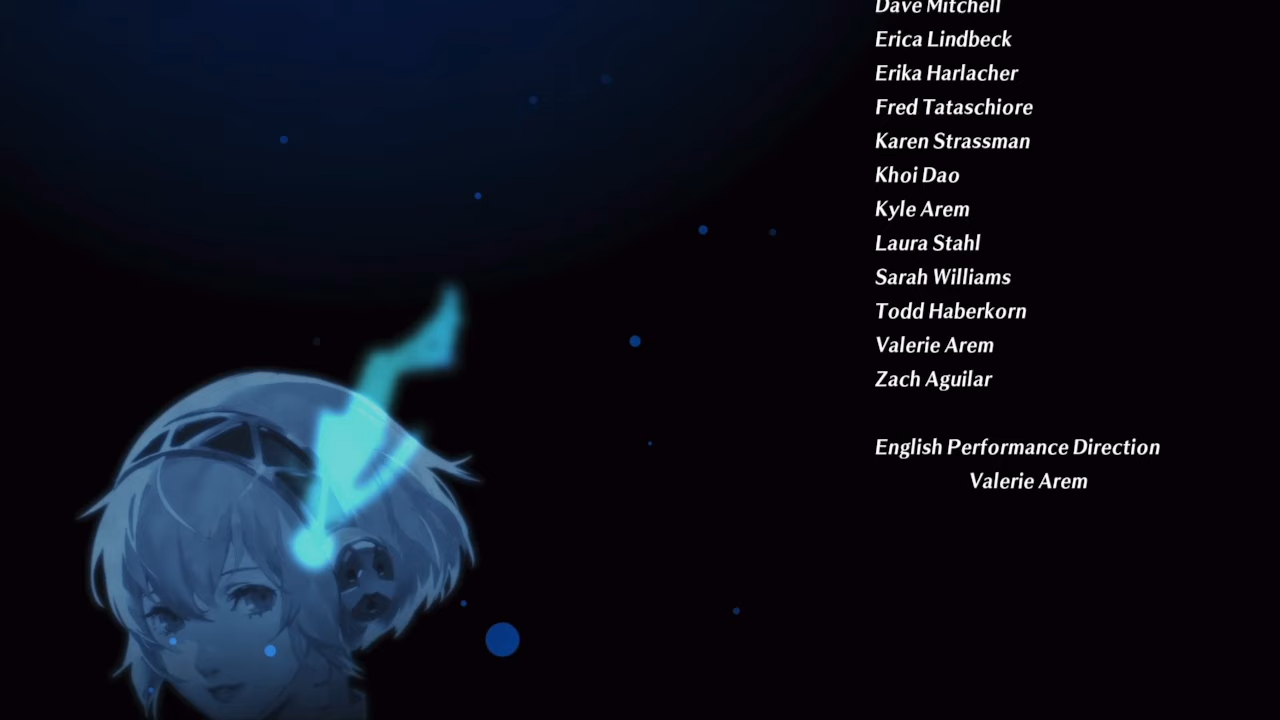 Dave Mitchell
Erica Lindbeck
Erika Harlacher
Fred Tataschiore
Karen Strassman
Khoi Dao
Kyle Arem
Laura Stahl
Sarah Williams
Todd Haberkorn
Valerie Arem
Zach Aguilar
English Performance Direction
Valerie Arem